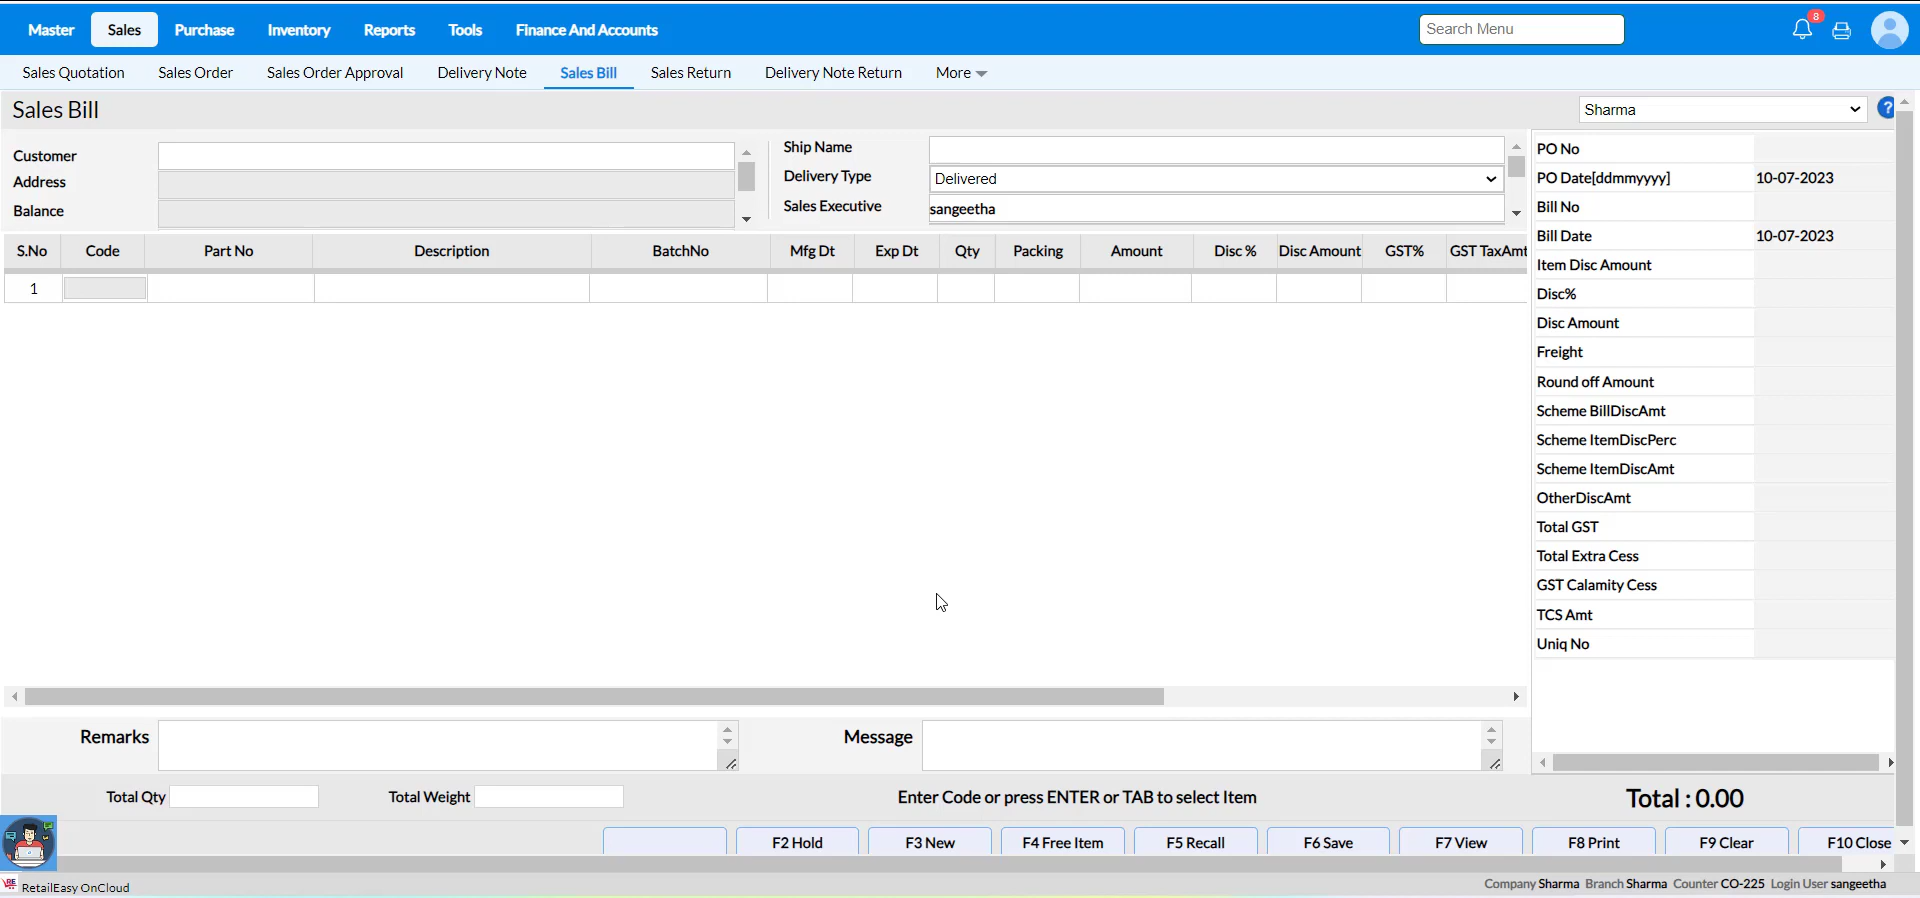 Master Sales Purchase Inventory Reports Tools Finance And Accounts Search Menu 8
Sales Quotation Sales Order Sales Order Approval Delivery Note Sales Bill Sales Return Delivery Note Return More
Sales Bill Sharma ?
Customer
Address
Balance
Ship Name
Delivery Type Delivered
Sales Executive sangeetha
S.No Code Part No Description BatchNo Mfg Dt Exp Dt Qty Packing Amount Disc % Disc Amount GST% GST TaxAmt
1
PO No
PO Date[ddmmyyyy] 10-07-2023
Bill No
Bill Date 10-07-2023
Item Disc Amount
Disc%
Disc Amount
Freight
Round off Amount
Scheme BillDiscAmt
Scheme ItemDiscPerc
Scheme ItemDiscAmt
OtherDiscAmt
Total GST
Total Extra Cess
GST Calamity Cess
TCS Amt
Uniq No
Remarks Message
Total Qty Total Weight Enter Code or press ENTER or TAB to select Item Total : 0.00
F2 Hold F3 New F4 Free Item F5 Recall F6 Save F7 View F8 Print F9 Clear F10 Close
RE RetailEasy OnCloud Company Sharma Branch Sharma Counter CO-225 Login User sangeetha